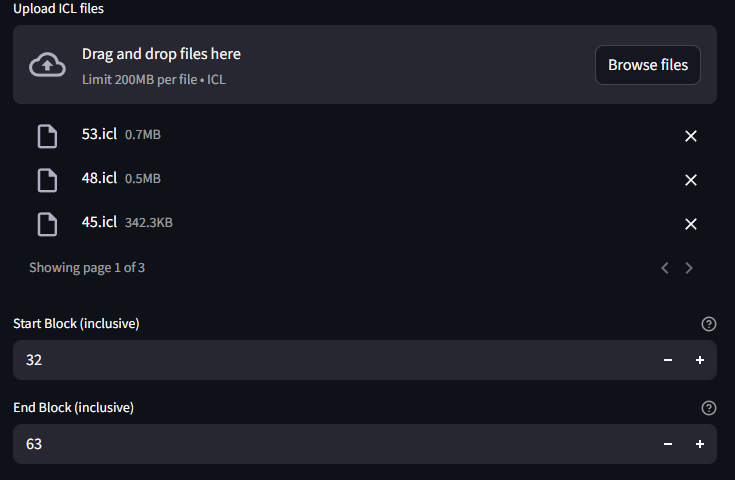 Upload ICL files
Drag and drop files here
Limit 200MB per file • ICL
Browse files
53.icl 0.7MB
48.icl 0.5MB
45.icl 342.3KB
Showing page 1 of 3
Start Block (inclusive)
32
End Block (inclusive)
63